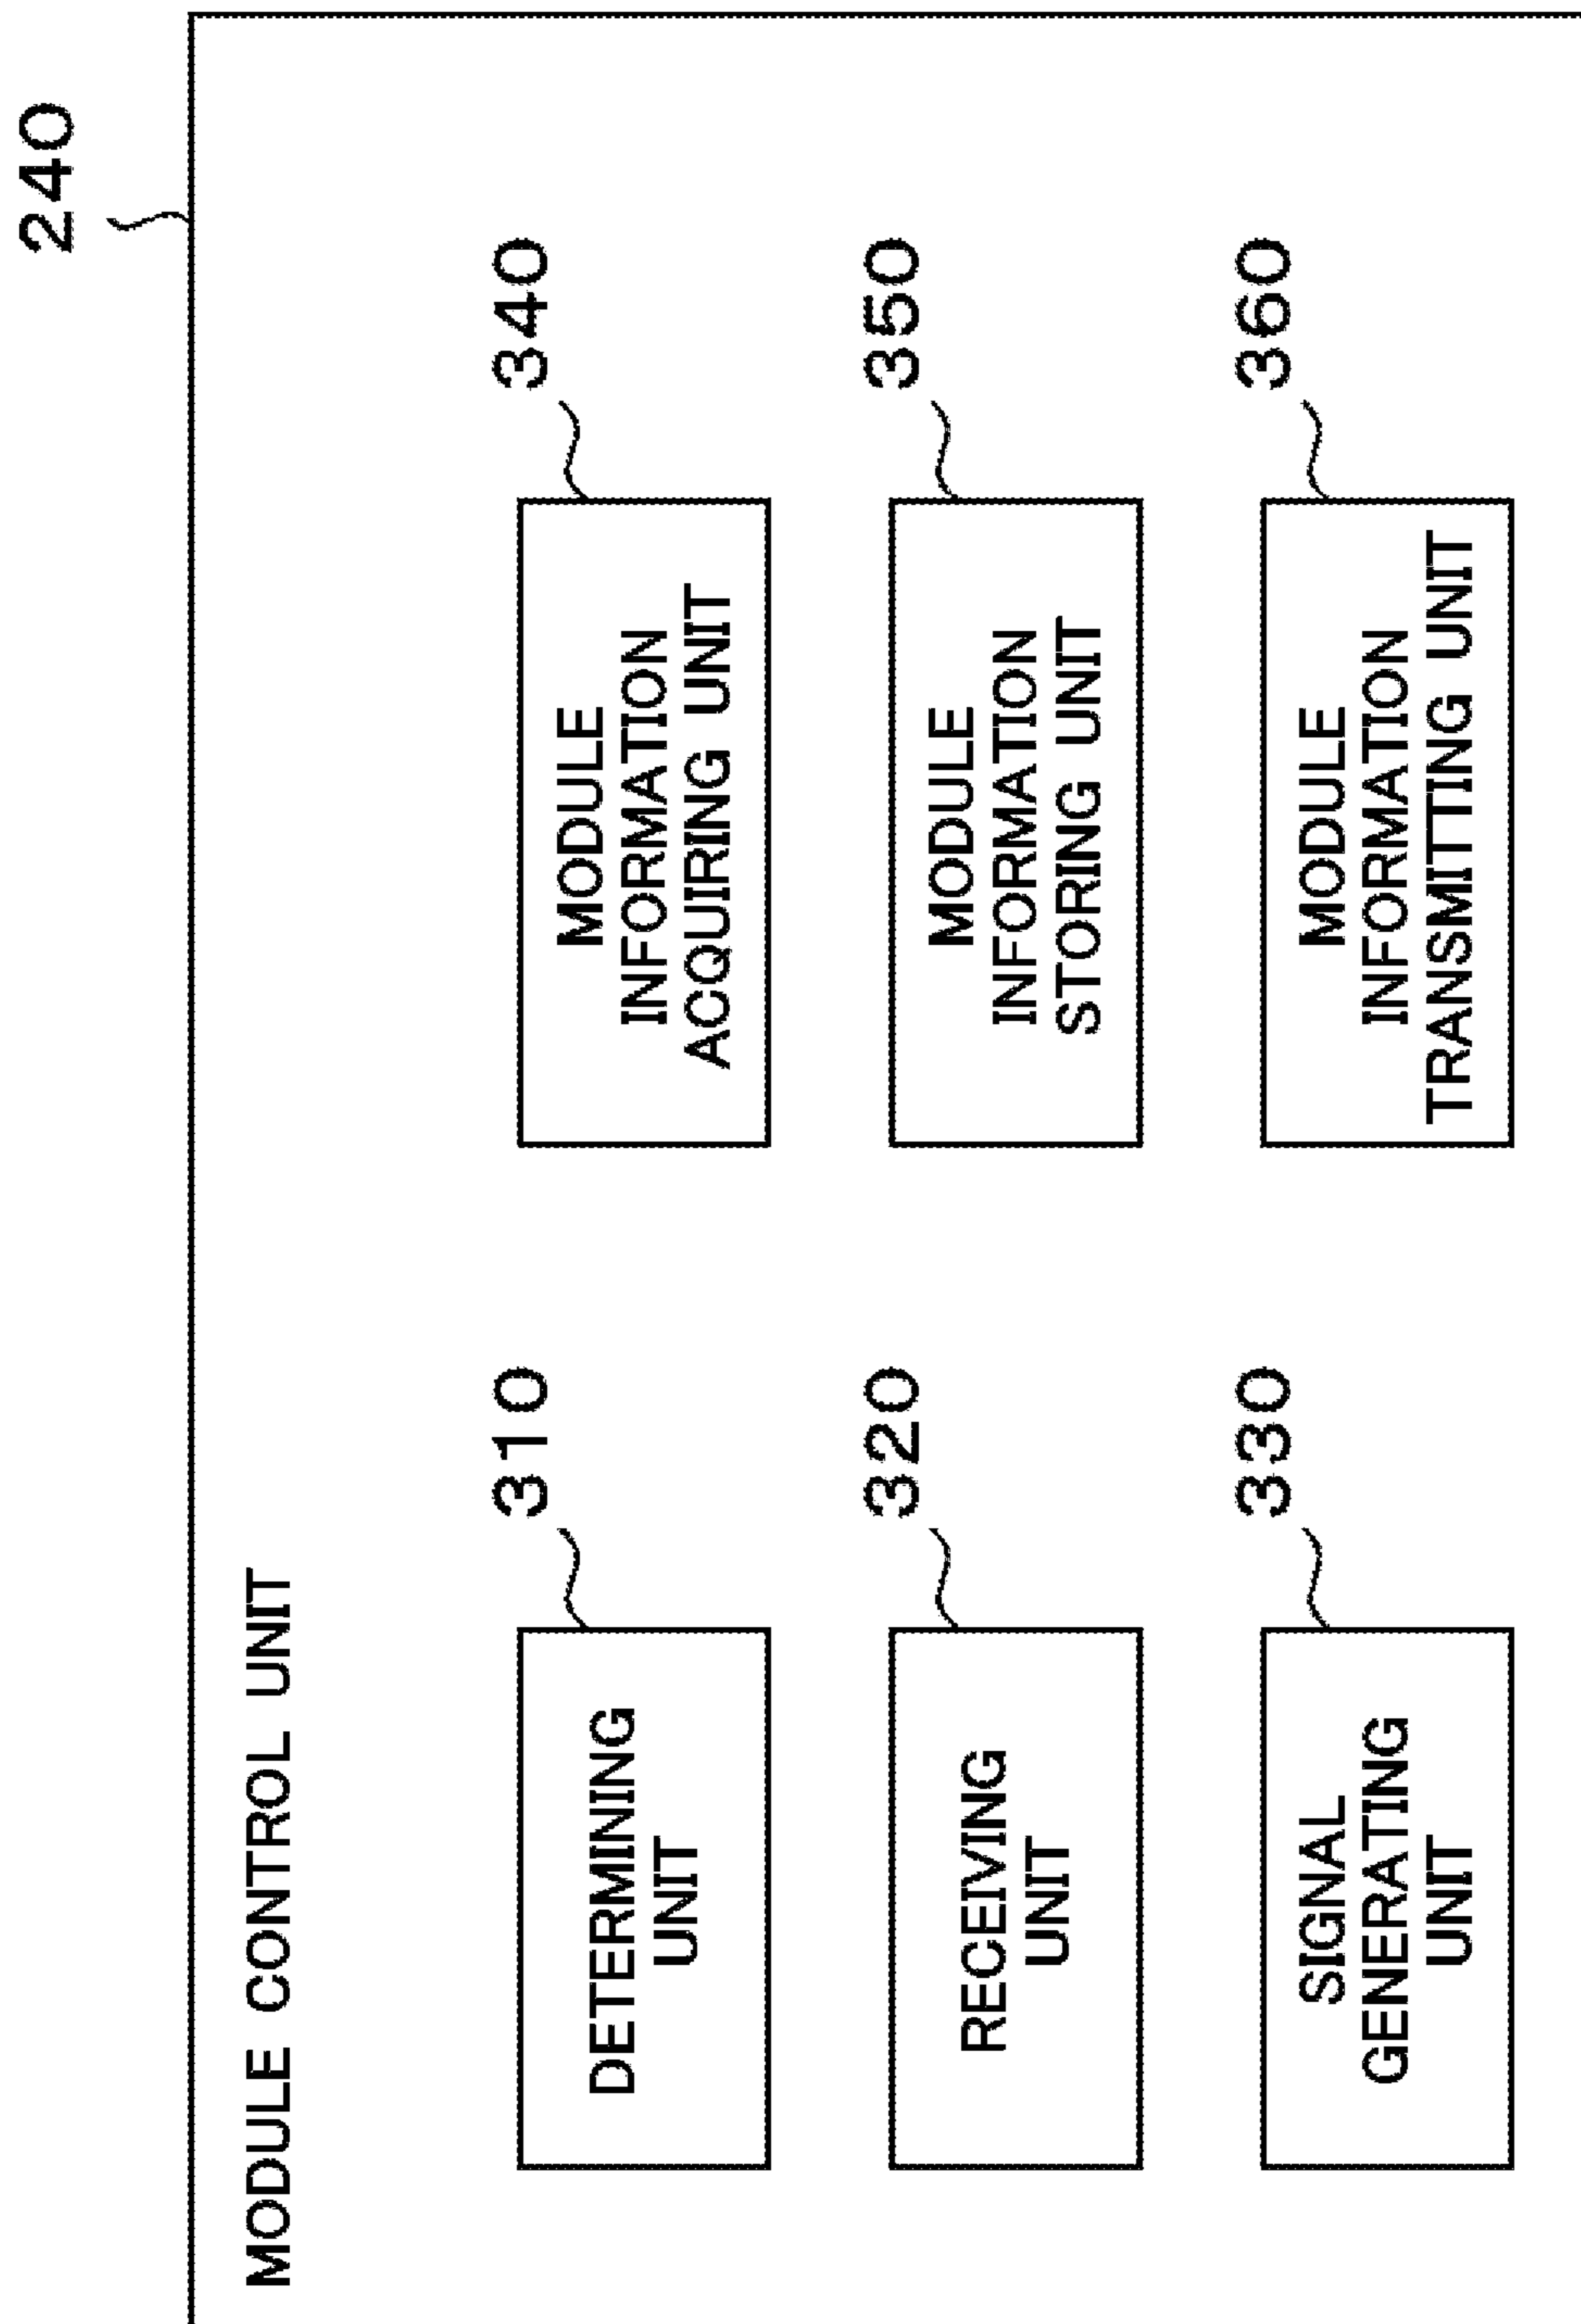 240
MODULE CONTROL UNIT
310
DETERMINING
UNIT
320
RECEIVING
UNIT
330
SIGNAL
GENERATING
UNIT
340
MODULE
INFORMATION
ACQUIRING UNIT
350
MODULE
INFORMATION
STORING UNIT
360
MODULE
INFORMATION
TRANSMITTING UNIT